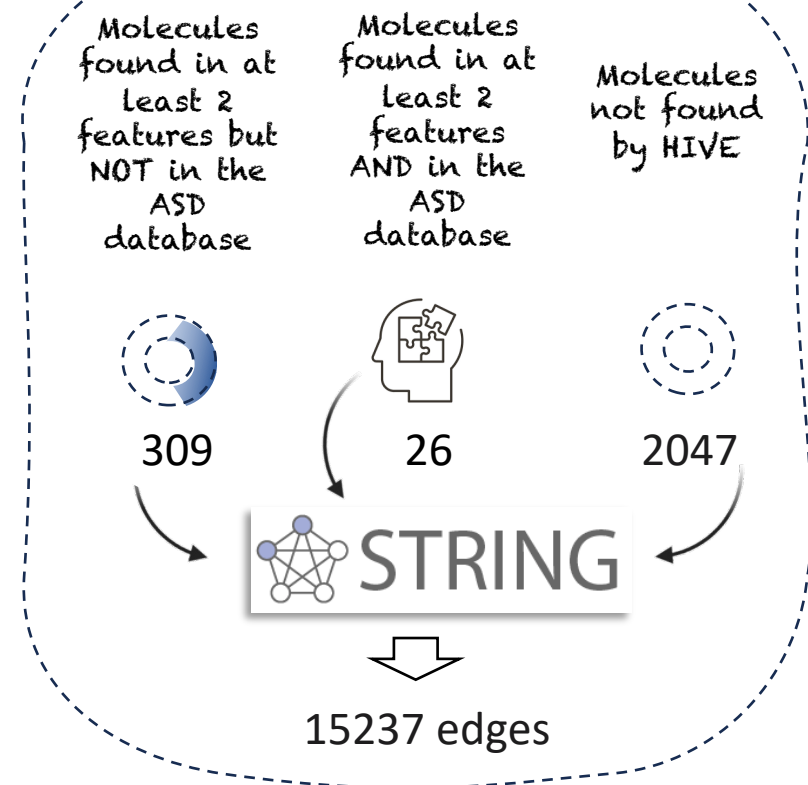 Molecules
found in at
least 2
features but
NOT in the
ASD
database
Molecules
found in at
least 2
features
AND in the
ASD
database
Molecules
not found
by HIVE
309
26
2047
STRING
15237 edges